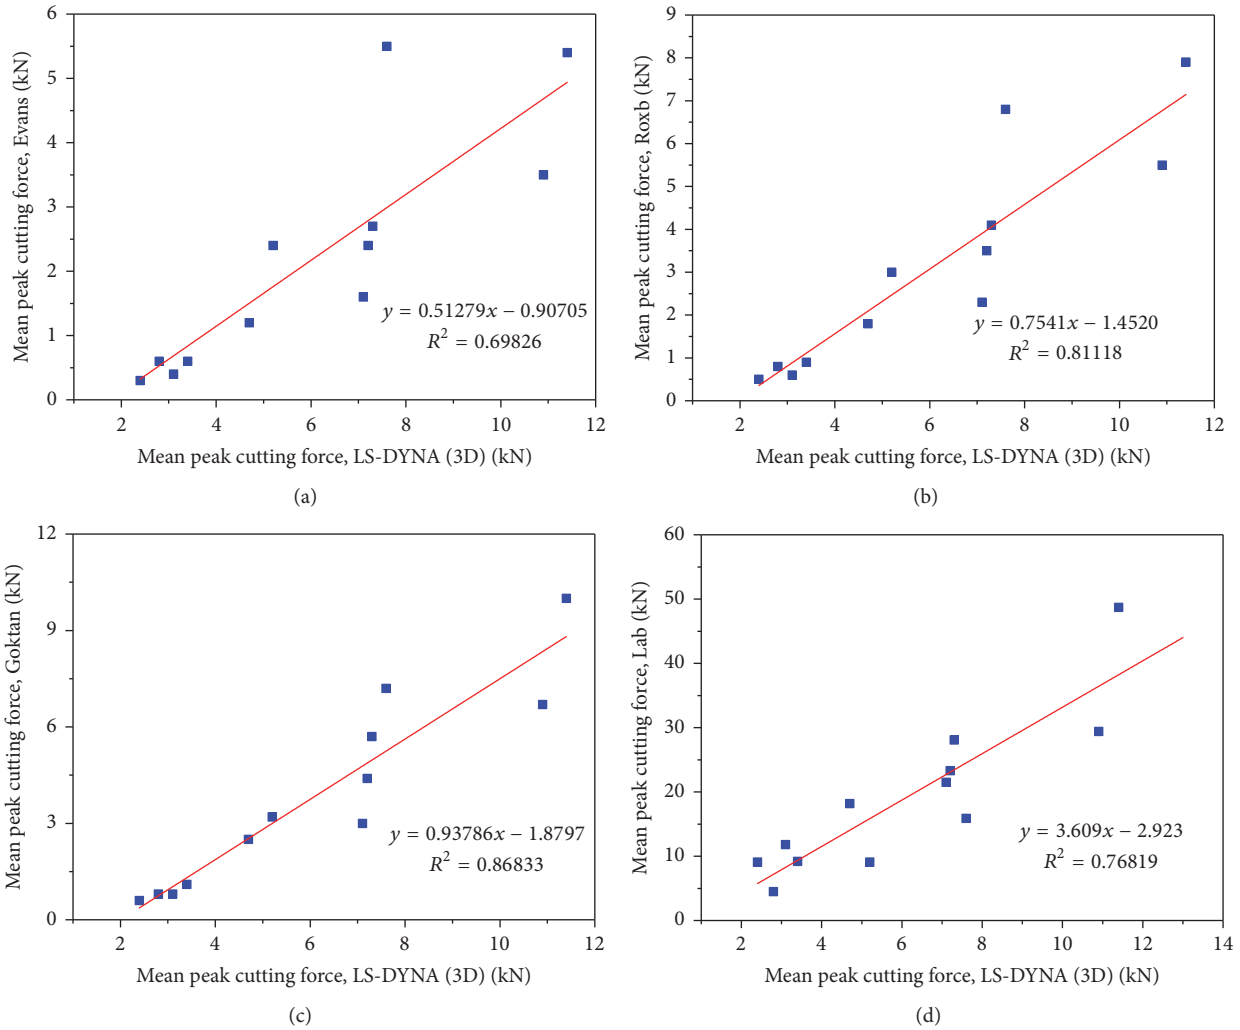 6
5
4
3
2
1
0
Mean peak cutting force, Evans (kN)
y = 0.51279x − 0.90705
R² = 0.69826
2 4 6 8 10 12
Mean peak cutting force, LS-DYNA (3D) (kN)
(a)
9
8
7
6
5
4
3
2
1
0
Mean peak cutting force, Roxb (kN)
y = 0.7541x − 1.4520
R² = 0.81118
2 4 6 8 10 12
Mean peak cutting force, LS-DYNA (3D) (kN)
(b)
12
9
6
3
0
Mean peak cutting force, Goktan (kN)
y = 0.93786x − 1.8797
R² = 0.86833
2 4 6 8 10 12
Mean peak cutting force, LS-DYNA (3D) (kN)
(c)
60
50
40
30
20
10
0
Mean peak cutting force, Lab (kN)
y = 3.609x − 2.923
R² = 0.76819
2 4 6 8 10 12 14
Mean peak cutting force, LS-DYNA (3D) (kN)
(d)